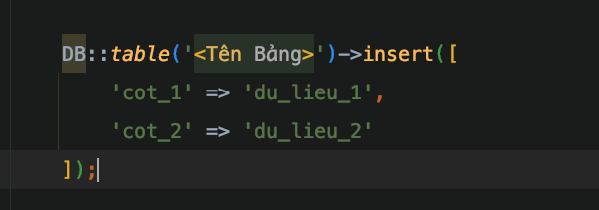 DB::table('<Tên Bảng>')->insert([
'cot_1' => 'du_lieu_1',
'cot_2' => 'du_lieu_2'
]);